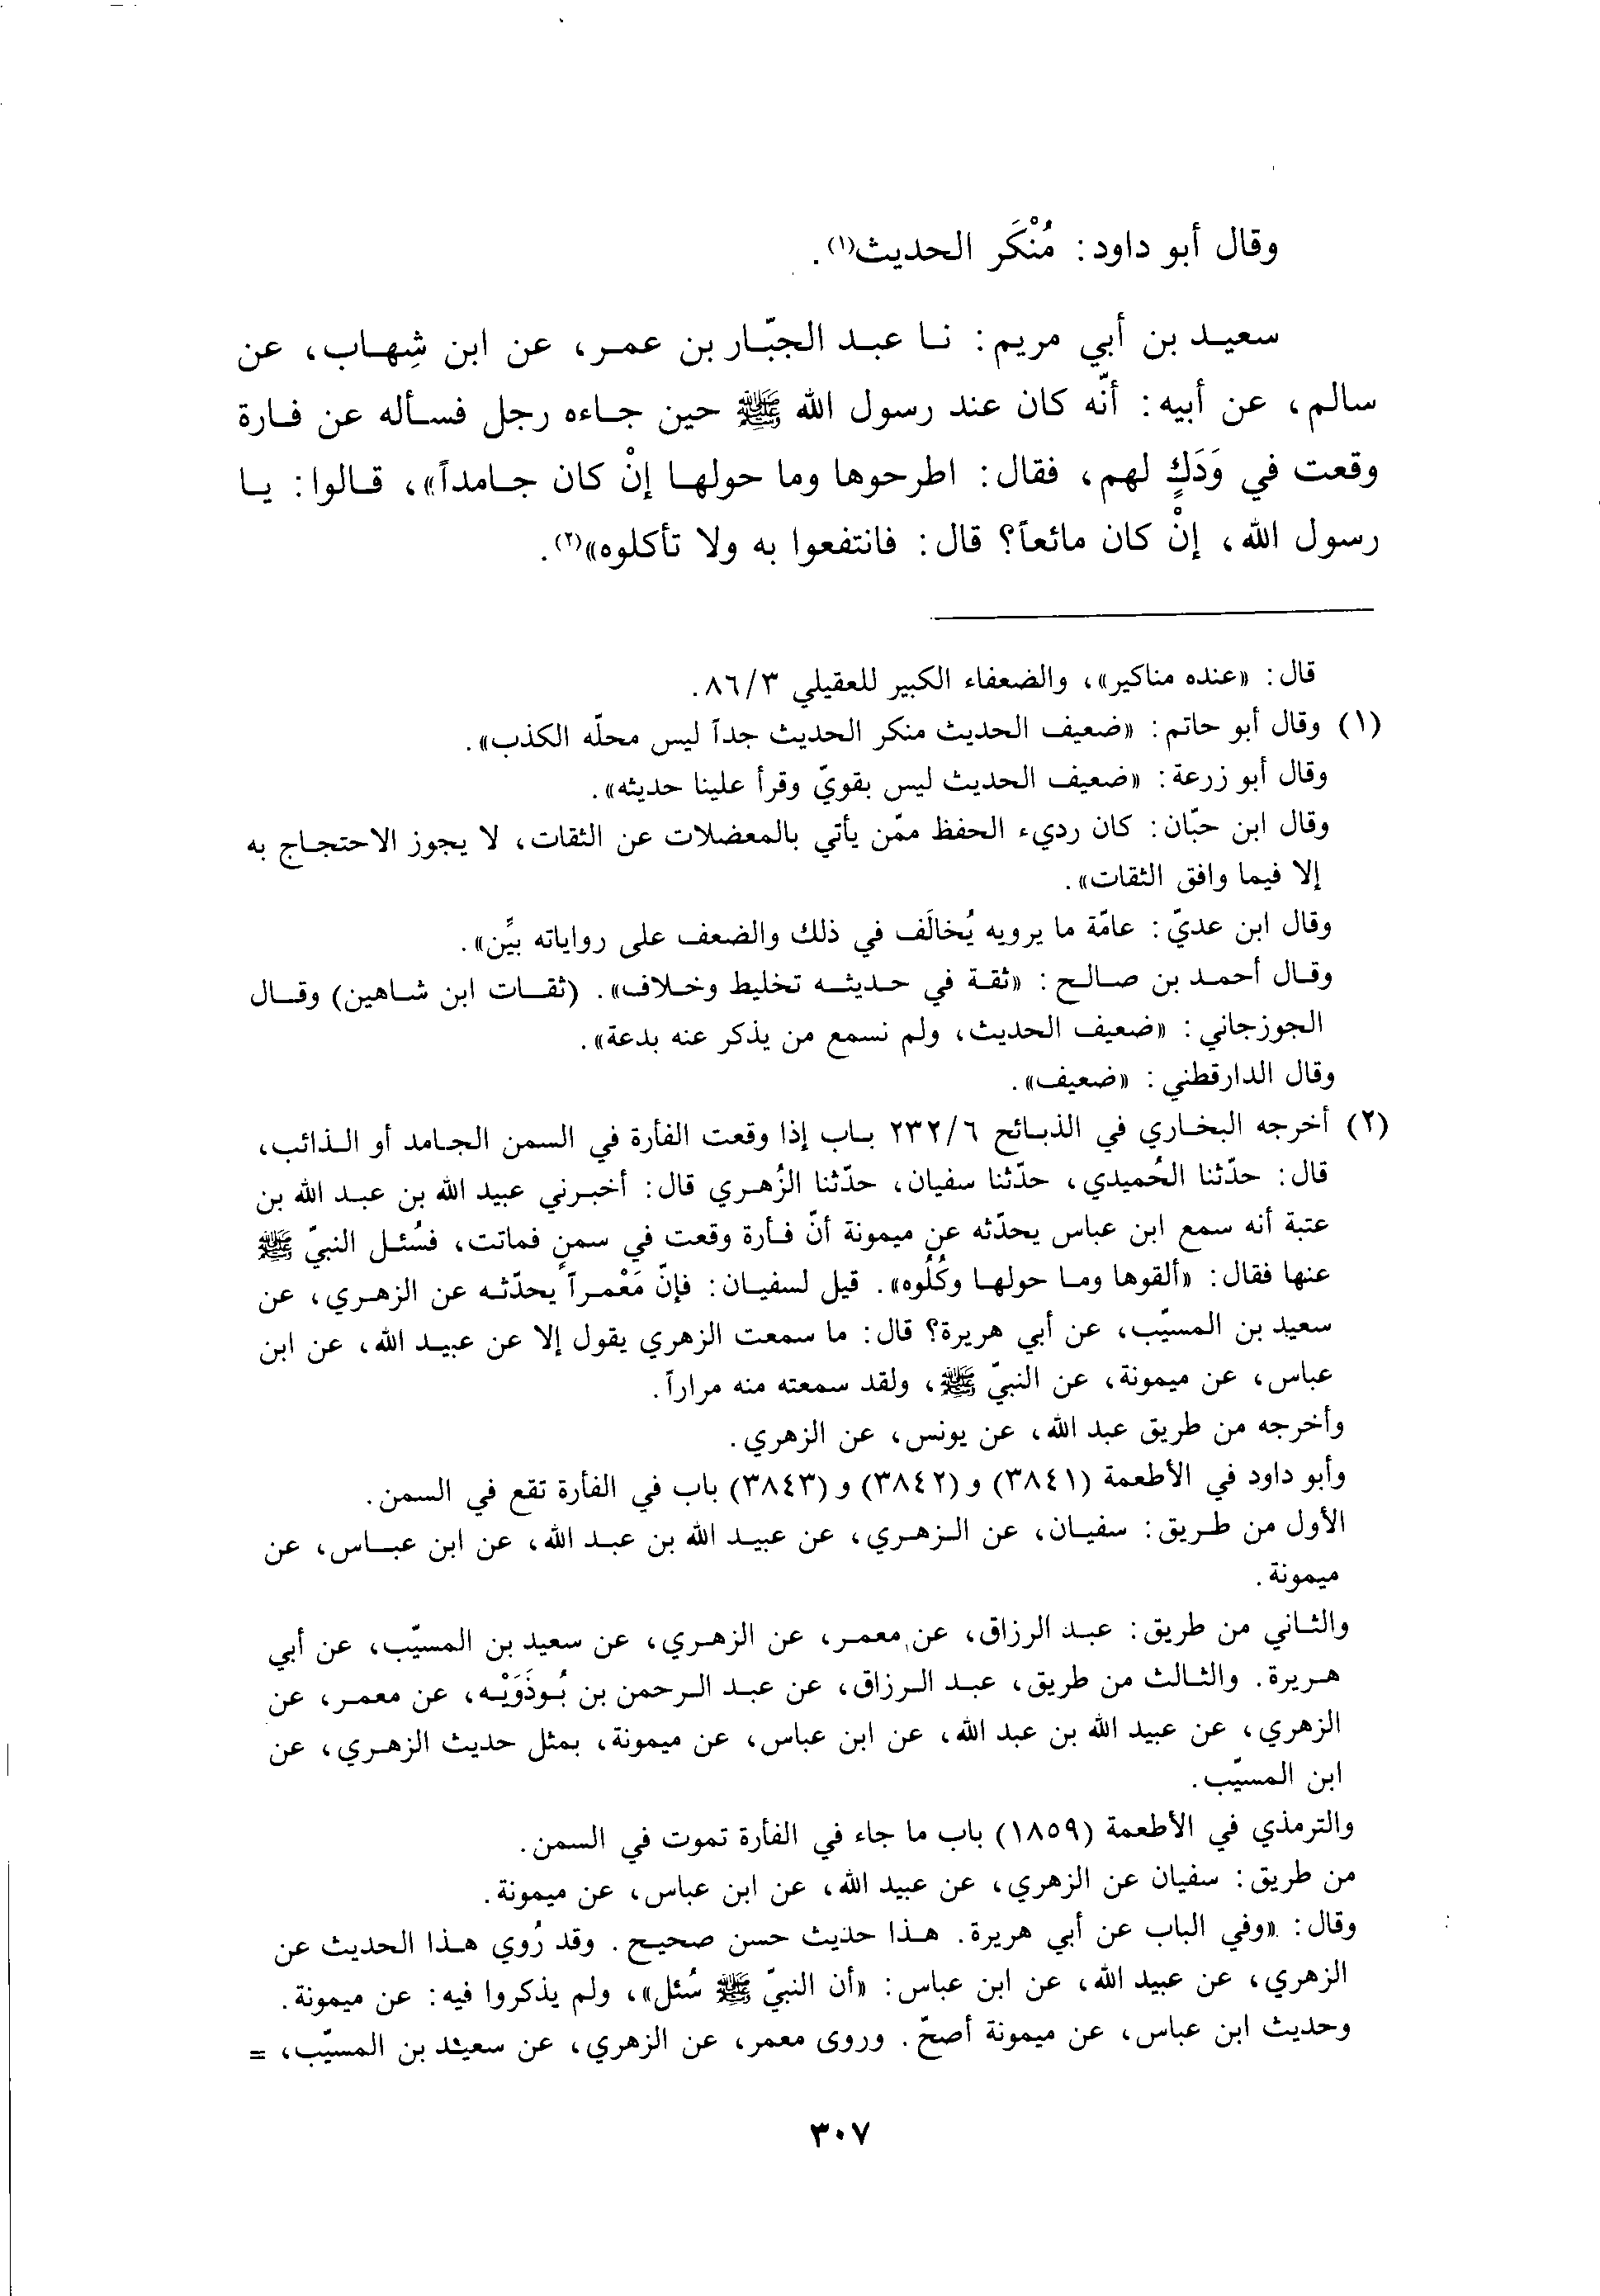 وقال أبو داود: مُنْكَر الحديث(١).
سعيد بن أبي مريم: نا عبد الجبّار بن عمر، عن ابن شِهاب، عن
سالم، عن أبيه: أنّه كان عند رسول الله ﷺ حين جاءه رجل فسأله عن فارة
وقعت في وَدَكٍ لهم، فقال: اطرحوها وما حولها إنْ كان جامداً»، قالوا: يا
رسول الله، إنْ كان مائعاً؟ قال: فانتفعوا به ولا تأكلوه»(٢).
قال: «عنده مناكير»، والضعفاء الكبير للعقيلي ٨٦/٣.
(١) وقال أبو حاتم: «ضعيف الحديث منكر الحديث جداً ليس محلّه الكذب».
وقال أبو زرعة: «ضعيف الحديث ليس بقويّ وقرأ علينا حديثه».
وقال ابن حبّان: كان رديء الحفظ ممّن يأتي بالمعضلات عن الثقات، لا يجوز الاحتجاج به
إلا فيما وافق الثقات».
وقال ابن عديّ: عامّة ما يرويه يُخالَف في ذلك والضعف على رواياته بيِّن».
وقال أحمد بن صالح: «ثقة في حديثه تخليط وخلاف». (ثقات ابن شاهين) وقال
الجوزجاني: «ضعيف الحديث، ولم نسمع من يذكر عنه بدعة».
وقال الدارقطني: «ضعيف».
(٢) أخرجه البخاري في الذبائح ٢٣٢/٦ باب إذا وقعت الفأرة في السمن الجامد أو الذائب،
قال: حدّثنا الحُميدي، حدّثنا سفيان، حدّثنا الزُهري قال: أخبرني عبيد الله بن عبد الله بن
عتبة أنه سمع ابن عباس يحدّثه عن ميمونة أنّ فأرة وقعت في سمنٍ فماتت، فسُئل النبيّ ﷺ
عنها فقال: «ألقوها وما حولها وكُلُوه». قيل لسفيان: فإنّ مَعْمراً يحدّثه عن الزهري، عن
سعيد بن المسيّب، عن أبي هريرة؟ قال: ما سمعت الزهري يقول إلا عن عبيد الله، عن ابن
عباس، عن ميمونة، عن النبيّ ﷺ، ولقد سمعته منه مراراً.
وأخرجه من طريق عبد الله، عن يونس، عن الزهري.
وأبو داود في الأطعمة (٣٨٤١) و(٣٨٤٢) و(٣٨٤٣) باب في الفأرة تقع في السمن.
الأول من طريق: سفيان، عن الزهري، عن عبيد الله بن عبد الله، عن ابن عباس، عن
ميمونة.
والثاني من طريق: عبد الرزاق، عن معمر، عن الزهري، عن سعيد بن المسيّب، عن أبي
هريرة. والثالث من طريق، عبد الرزاق، عن عبد الرحمن بن بُوذَوَيْه، عن معمر، عن
الزهري، عن عبيد الله بن عبد الله، عن ابن عباس، عن ميمونة، بمثل حديث الزهري، عن
ابن المسيّب.
والترمذي في الأطعمة (١٨٥٩) باب ما جاء في الفأرة تموت في السمن.
من طريق: سفيان عن الزهري، عن عبيد الله، عن ابن عباس، عن ميمونة.
وقال: «وفي الباب عن أبي هريرة. هذا حديث حسن صحيح. وقد رُوي هذا الحديث عن
الزهري، عن عبيد الله، عن ابن عباس: «أن النبيّ ﷺ سُئل»، ولم يذكروا فيه: عن ميمونة.
وحديث ابن عباس، عن ميمونة أصحّ. وروى معمر، عن الزهري، عن سعيد بن المسيّب، =
٣٠٧